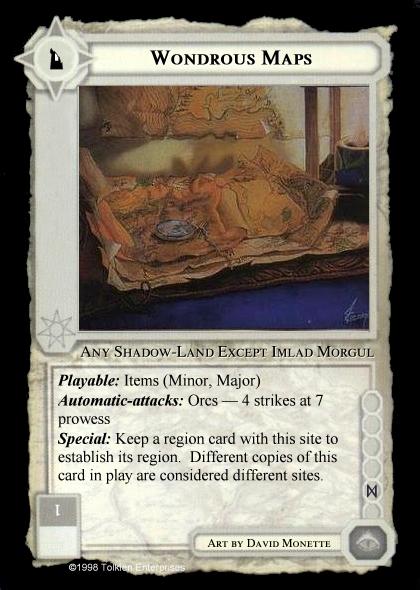 Wondrous Maps
Any Shadow-Land Except Imlad Morgul
Playable: Items (Minor, Major)
Automatic-attacks: Orcs — 4 strikes at 7
prowess
Special: Keep a region card with this site to
establish its region. Different copies of this
card in play are considered different sites.
1
Art by David Monette
©1998 Tolkien Enterprises